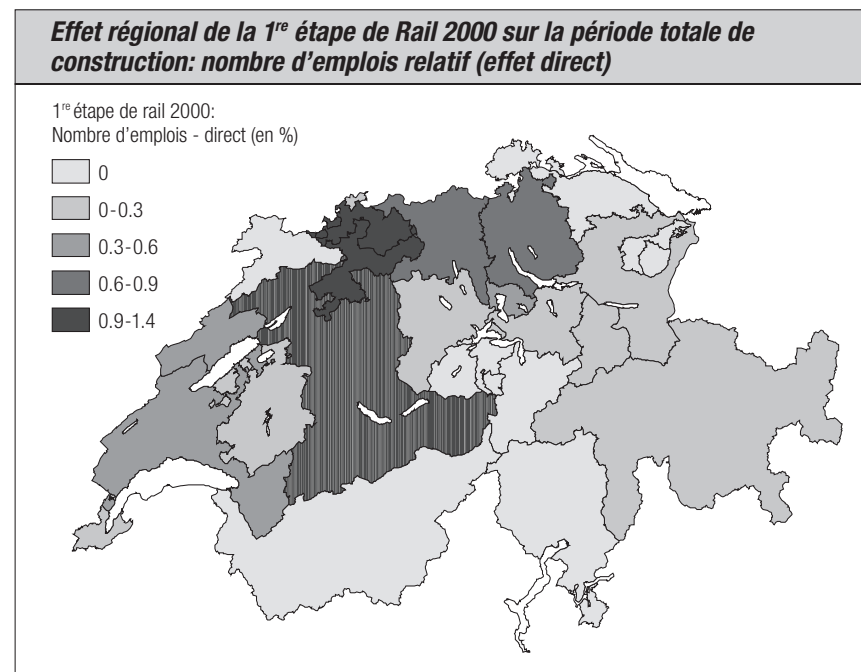 Effet régional de la 1re étape de Rail 2000 sur la période totale de
construction: nombre d’emplois relatif (effet direct)
1re étape de rail 2000:
Nombre d’emplois - direct (en %)
0
0-0.3
0.3-0.6
0.6-0.9
0.9-1.4